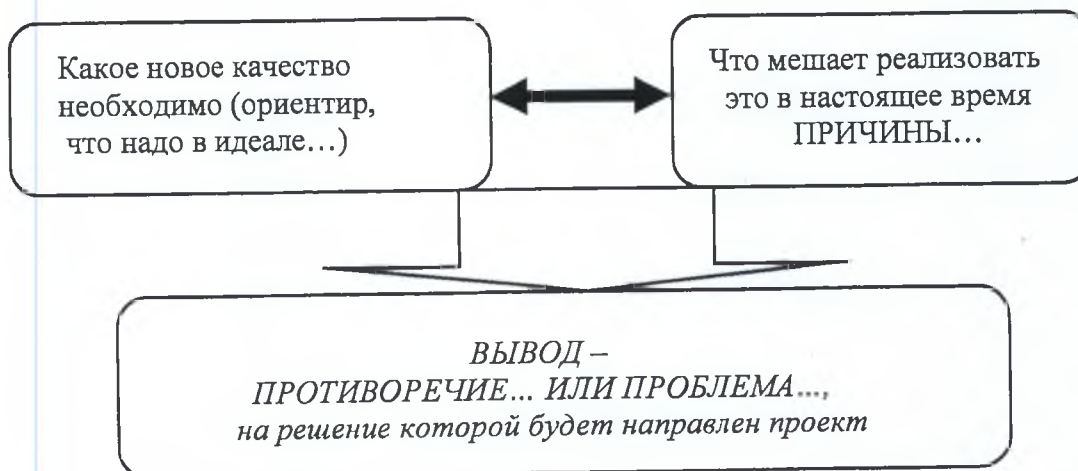 Какое новое качество
необходимо (ориентир,
что надо в идеале…)
Что мешает реализовать
это в настоящее время
ПРИЧИНЫ…
ВЫВОД –
ПРОТИВОРЕЧИЕ… ИЛИ ПРОБЛЕМА…,
на решение которой будет направлен проект